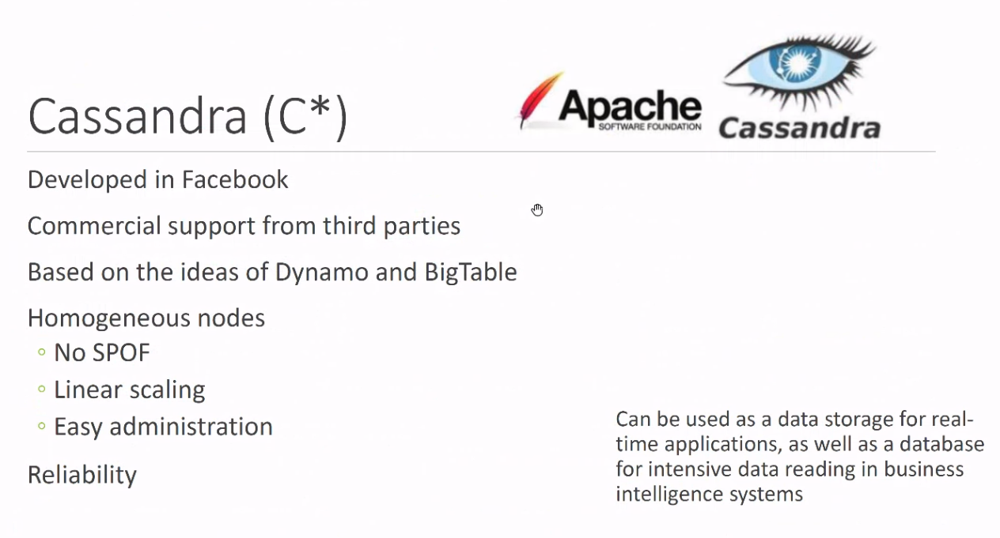 Cassandra (C*)
Apache
SOFTWARE FOUNDATION
Cassandra
Developed in Facebook
Commercial support from third parties
Based on the ideas of Dynamo and BigTable
Homogeneous nodes
◦ No SPOF
◦ Linear scaling
◦ Easy administration
Reliability
Can be used as a data storage for real-
time applications, as well as a database
for intensive data reading in business
intelligence systems